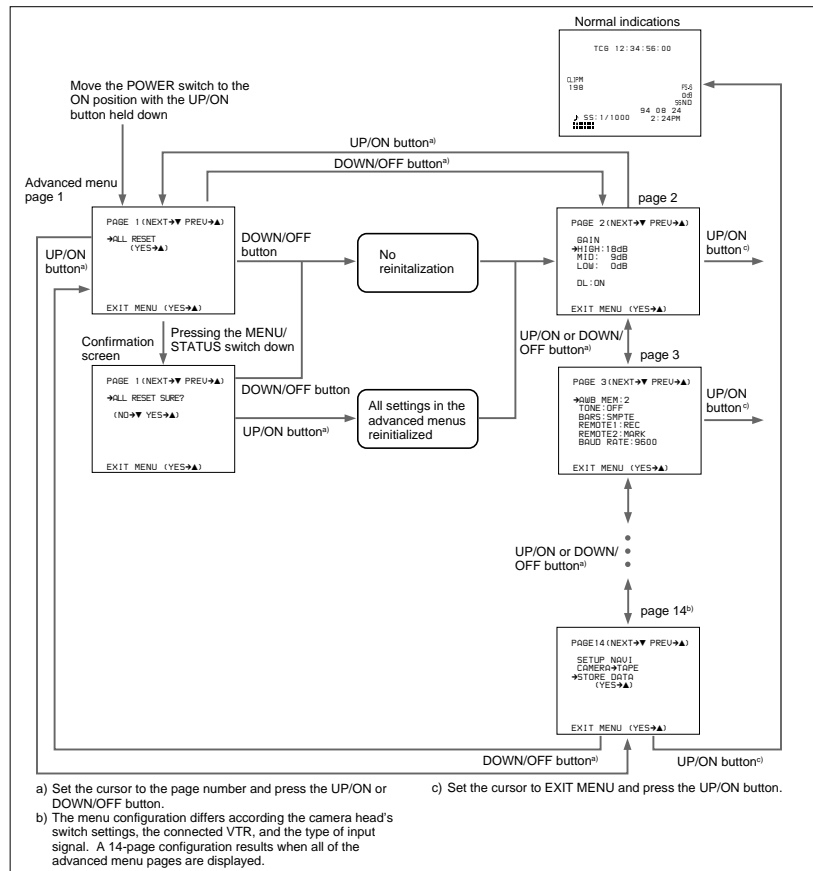 Normal indications
TCG 12:34:56:00
CLIPM
198
FS-6
0dB
5600
94 08 24
♪ SS:1/1000 2:24PM
Move the POWER switch to the
ON position with the UP/ON
button held down
UP/ON button a)
DOWN/OFF button a)
Advanced menu
page 1
PAGE 1(NEXT➔▼ PREV➔▲)
➔ALL RESET
(YES➔▲)
EXIT MENU (YES➔▲)
UP/ON
button a)
DOWN/OFF
button
No
reinitalization
page 2
PAGE 2(NEXT➔▼ PREV➔▲)
GAIN
➔HIGH:18dB
MID: 9dB
LOW: 0dB
DL:ON
EXIT MENU (YES➔▲)
UP/ON
button c)
Pressing the MENU/
STATUS switch down
Confirmation
screen
PAGE 1(NEXT➔▼ PREV➔▲)
➔ALL RESET SURE?
(NO➔▼ YES➔▲)
EXIT MENU (YES➔▲)
DOWN/OFF button
UP/ON button a)
All settings in the
advanced menus
reinitialized
UP/ON or DOWN/
OFF button a)
page 3
PAGE 3(NEXT➔▼ PREV➔▲)
➔AWB MEM:2
TONE:OFF
BARS:SMPTE
REMOTE1:REC
REMOTE2:MARK
BAUD RATE:9600
EXIT MENU (YES➔▲)
UP/ON
button c)
UP/ON or DOWN/
OFF button a)
page 14 b)
PAGE14(NEXT➔▼ PREV➔▲)
SETUP NAVI
CAMERA➔TAPE
➔STORE DATA
(YES➔▲)
EXIT MENU (YES➔▲)
DOWN/OFF button a)
UP/ON button c)
a) Set the cursor to the page number and press the UP/ON or
DOWN/OFF button.
b) The menu configuration differs according the camera head's
switch settings, the connected VTR, and the type of input
signal. A 14-page configuration results when all of the
advanced menu pages are displayed.
c) Set the cursor to EXIT MENU and press the UP/ON button.